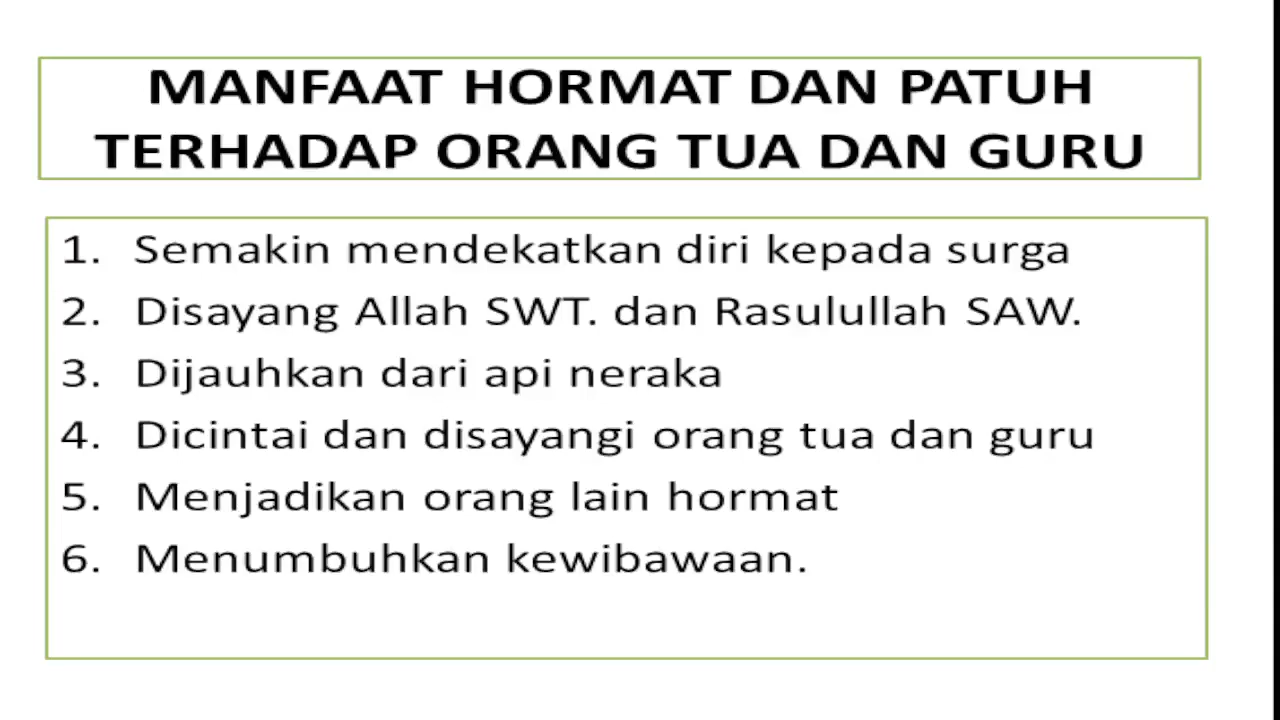 MANFAAT HORMAT DAN PATUH
TERHADAP ORANG TUA DAN GURU
1. Semakin mendekatkan diri kepada surga
2. Disayang Allah SWT. dan Rasulullah SAW.
3. Dijauhkan dari api neraka
4. Dicintai dan disayangi orang tua dan guru
5. Menjadikan orang lain hormat
6. Menumbuhkan kewibawaan.